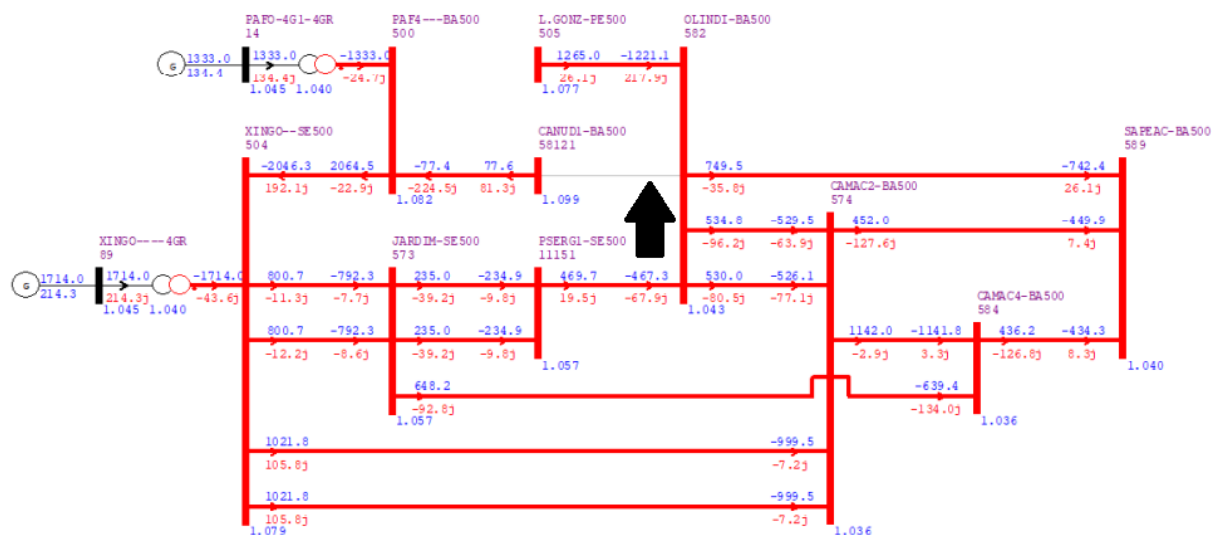 PAFO-4G1-4GR
14
PAF4---BA500
500
L.GONZ-PE500
505
OLINDI-BA500
582
G
1333.0
134.4
1333.0
134.4j
1.045
1.040
-1333.0
-24.7j
1265.0
26.1j
-1221.1
217.9j
1.077
XINGO--SE500
504
CANUD1-BA500
58121
SAPEAC-BA500
589
-2046.3
192.1j
2064.5
-22.9j
-77.4
-224.5j
77.6
81.3j
749.5
-35.8j
-742.4
26.1j
1.082
1.099
CAMAC2-BA500
574
534.8
-96.2j
-529.5
-63.9j
452.0
-127.6j
-449.9
7.4j
XINGO----4GR
89
JARDIM-SE500
573
PSERG1-SE500
11151
G
1714.0
214.3
1714.0
214.3j
1.045
1.040
-1714.0
-43.6j
800.7
-11.3j
-792.3
-7.7j
235.0
-39.2j
-234.9
-9.8j
469.7
19.5j
-467.3
-67.9j
530.0
-80.5j
-526.1
-77.1j
1.043
CAMAC4-BA500
584
800.7
-12.2j
-792.3
-8.6j
235.0
-39.2j
-234.9
-9.8j
1142.0
-2.9j
-1141.8
3.3j
436.2
-126.8j
-434.3
8.3j
1.057
1.040
648.2
-92.8j
-639.4
-134.0j
1.057
1.036
1021.8
105.8j
-999.5
-7.2j
1021.8
105.8j
-999.5
-7.2j
1.079
1.036